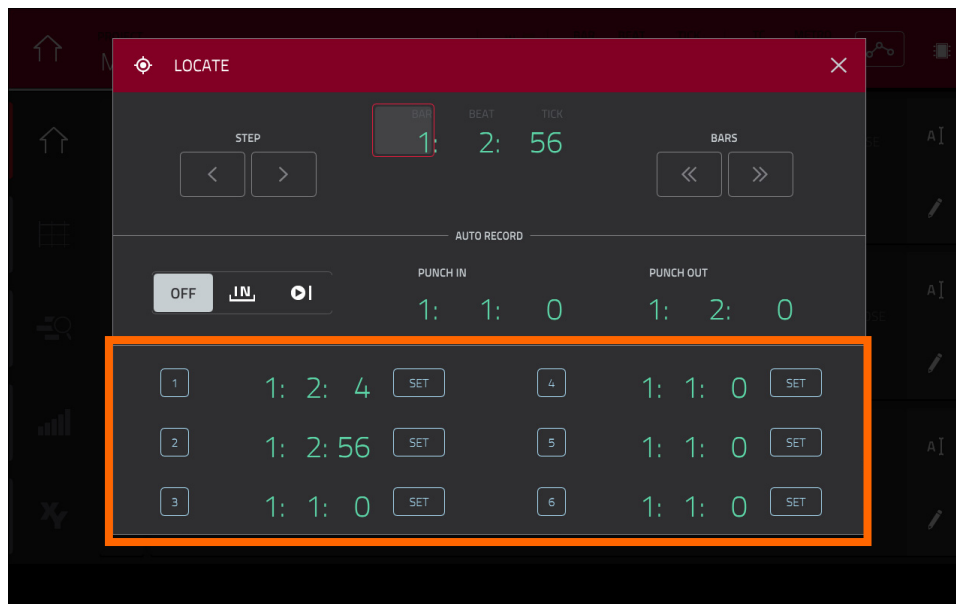 LOCATE
BAR BEAT TICK
STEP 1: 2: 56 BARS
AUTO RECORD
PUNCH IN PUNCH OUT
OFF IN
1: 1: 0 1: 2: 0
1 1: 2: 4 SET 4 1: 1: 0 SET
2 1: 2: 56 SET 5 1: 1: 0 SET
3 1: 1: 0 SET 6 1: 1: 0 SET